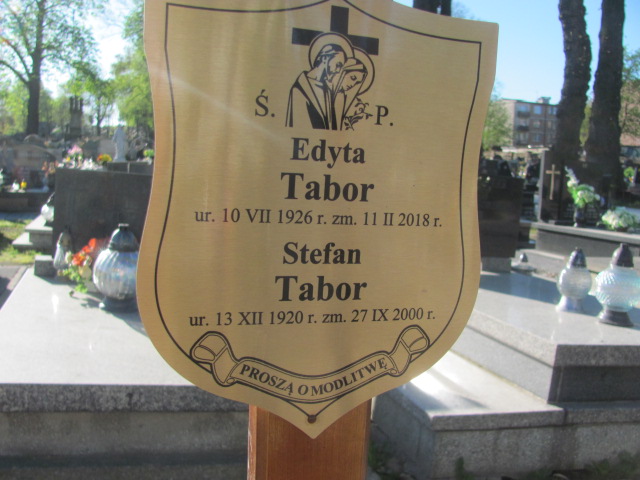 Ś. P.
Edyta
Tabor
ur. 10 VII 1926 r. zm. 11 II 2018 r.
Stefan
Tabor
ur. 13 XII 1920 r. zm. 27 IX 2000 r.
PROSZĄ O MODLITWĘ